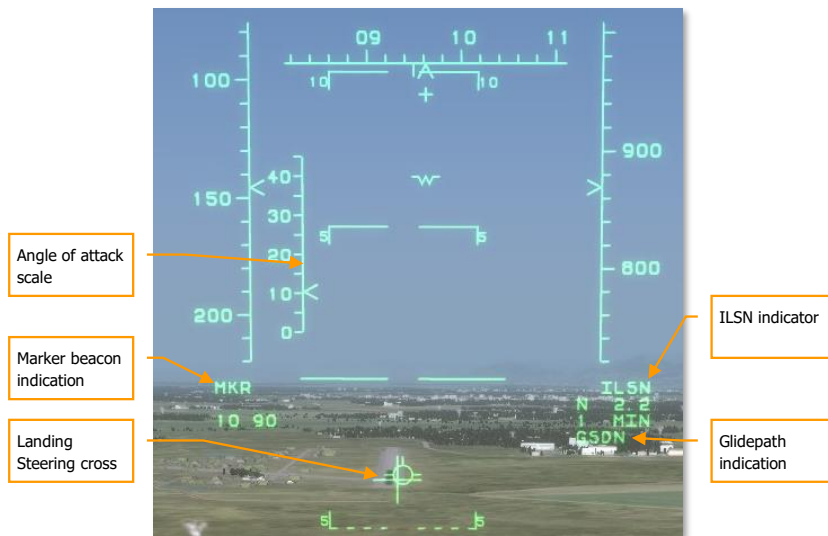 09 10 11
10 10
100
900
150
40
30
5 5
20
800
10
200
0
Angle of attack
scale
ILSN indicator
Marker beacon
indication
MKR
ILSN
N 2.2
10 90
1 MIN
GSDN
Landing
Steering cross
Glidepath
indication
5 5